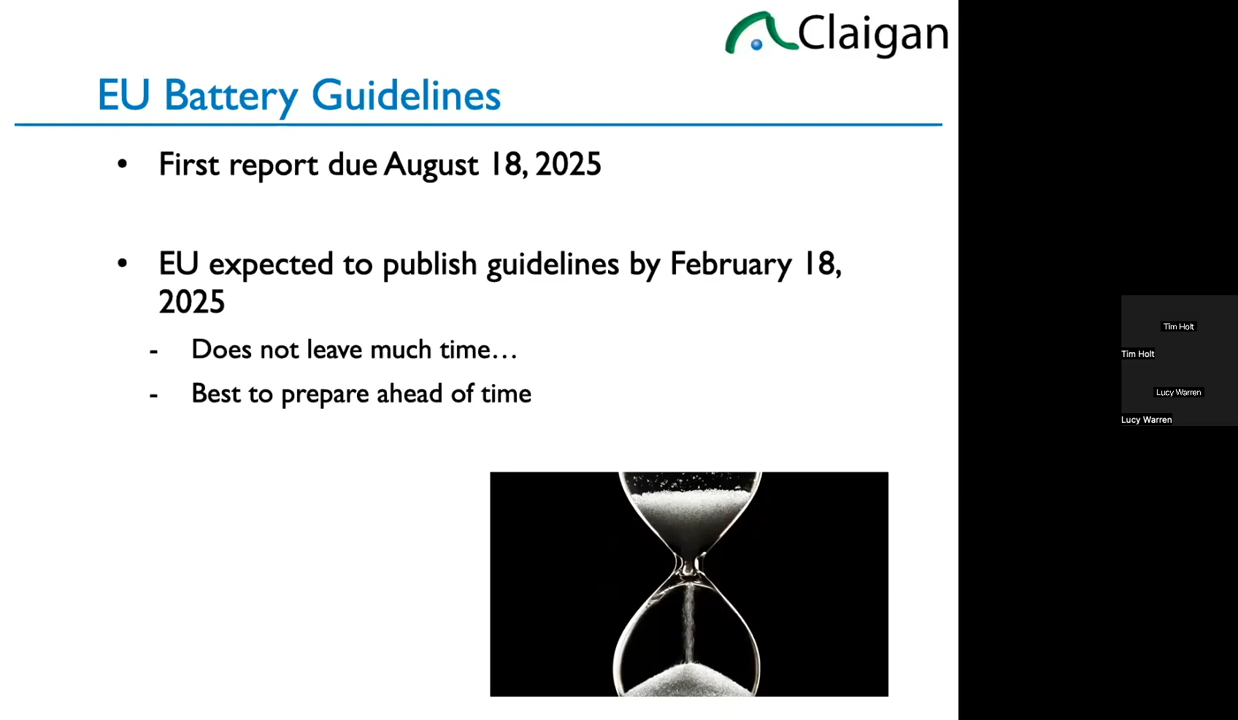 Claigan
EU Battery Guidelines
• First report due August 18, 2025
• EU expected to publish guidelines by February 18,
2025
- Does not leave much time…
- Best to prepare ahead of time
Tim Holt
Tim Holt
Lucy Warren
Lucy Warren